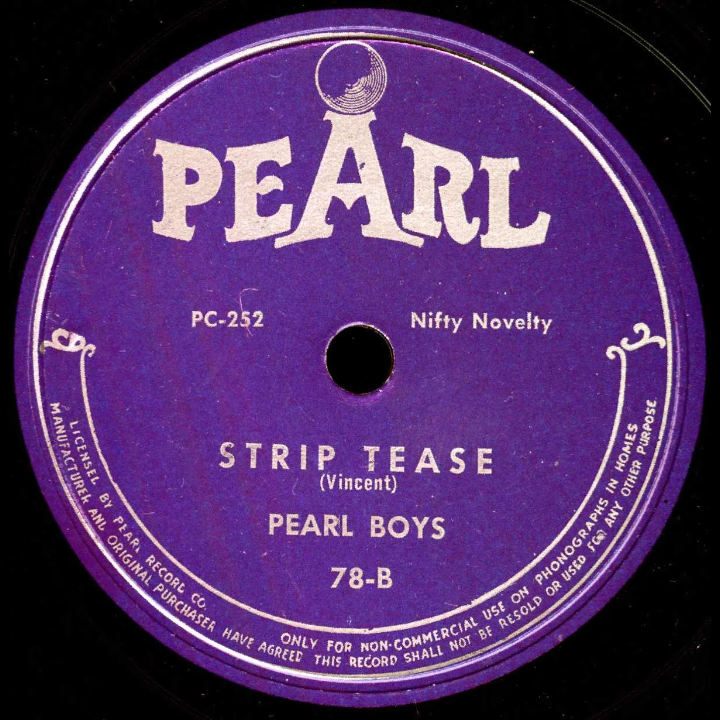 PEARL
PC-252
Nifty Novelty
STRIP TEASE
(Vincent)
PEARL BOYS
78-B
LICENSED BY PEARL RECORD CO. ONLY FOR NON-COMMERCIAL USE ON PHONOGRAPHS IN HOMES
MANUFACTURER AND ORIGINAL PURCHASER HAVE AGREED THIS RECORD SHALL NOT BE RESOLD OR USED FOR ANY OTHER PURPOSE